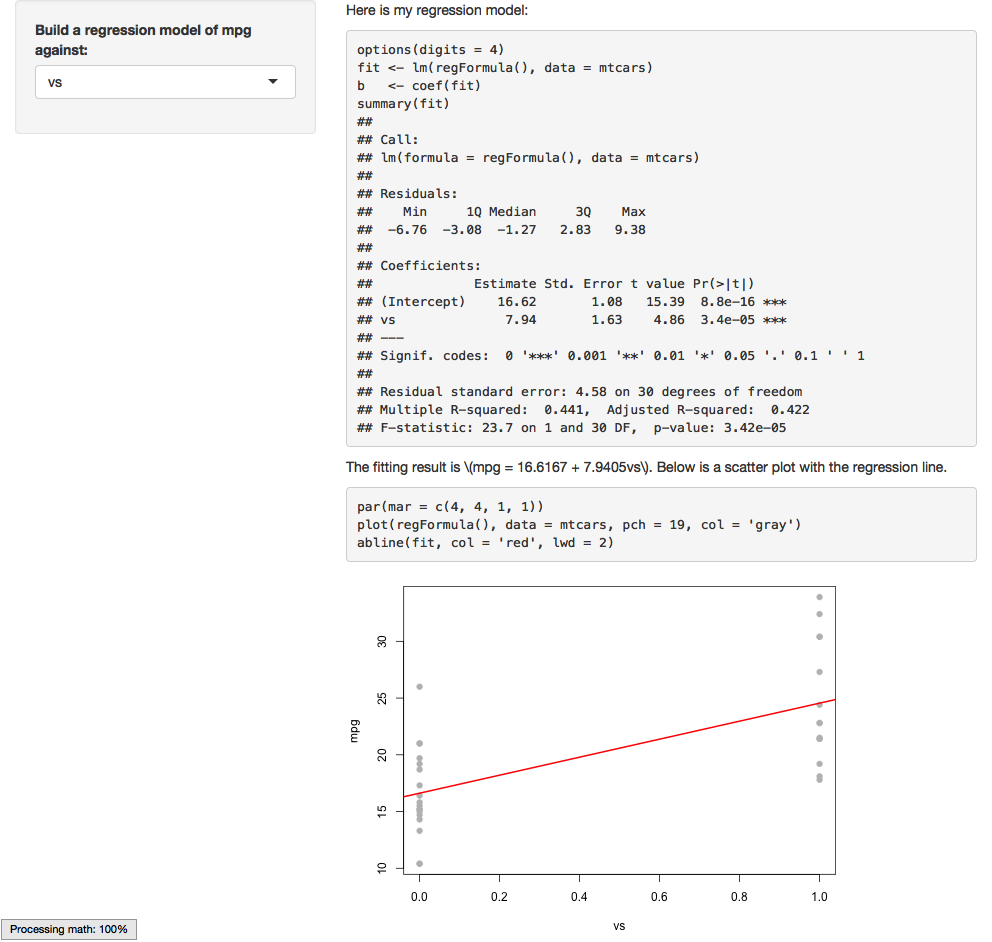 Build a regression model of mpg
against:
vs
Here is my regression model:
options(digits = 4)
fit <- lm(regFormula(), data = mtcars)
b   <- coef(fit)
summary(fit)
##
## Call:
## lm(formula = regFormula(), data = mtcars)
##
## Residuals:
##    Min     1Q Median     3Q    Max
##  -6.76  -3.08  -1.27   2.83   9.38
##
## Coefficients:
##             Estimate Std. Error t value Pr(>|t|)
## (Intercept)    16.62       1.08   15.39  8.8e-16 ***
## vs              7.94       1.63    4.86  3.4e-05 ***
## ---
## Signif. codes:  0 '***' 0.001 '**' 0.01 '*' 0.05 '.' 0.1 ' ' 1
##
## Residual standard error: 4.58 on 30 degrees of freedom
## Multiple R-squared:  0.441,  Adjusted R-squared:  0.422
## F-statistic: 23.7 on 1 and 30 DF,  p-value: 3.42e-05
The fitting result is \(mpg = 16.6167 + 7.9405vs\). Below is a scatter plot with the regression line.
par(mar = c(4, 4, 1, 1))
plot(regFormula(), data = mtcars, pch = 19, col = 'gray')
abline(fit, col = 'red', lwd = 2)
30
25
20
15
10
mpg
0.0 0.2 0.4 0.6 0.8 1.0
vs
Processing math: 100%